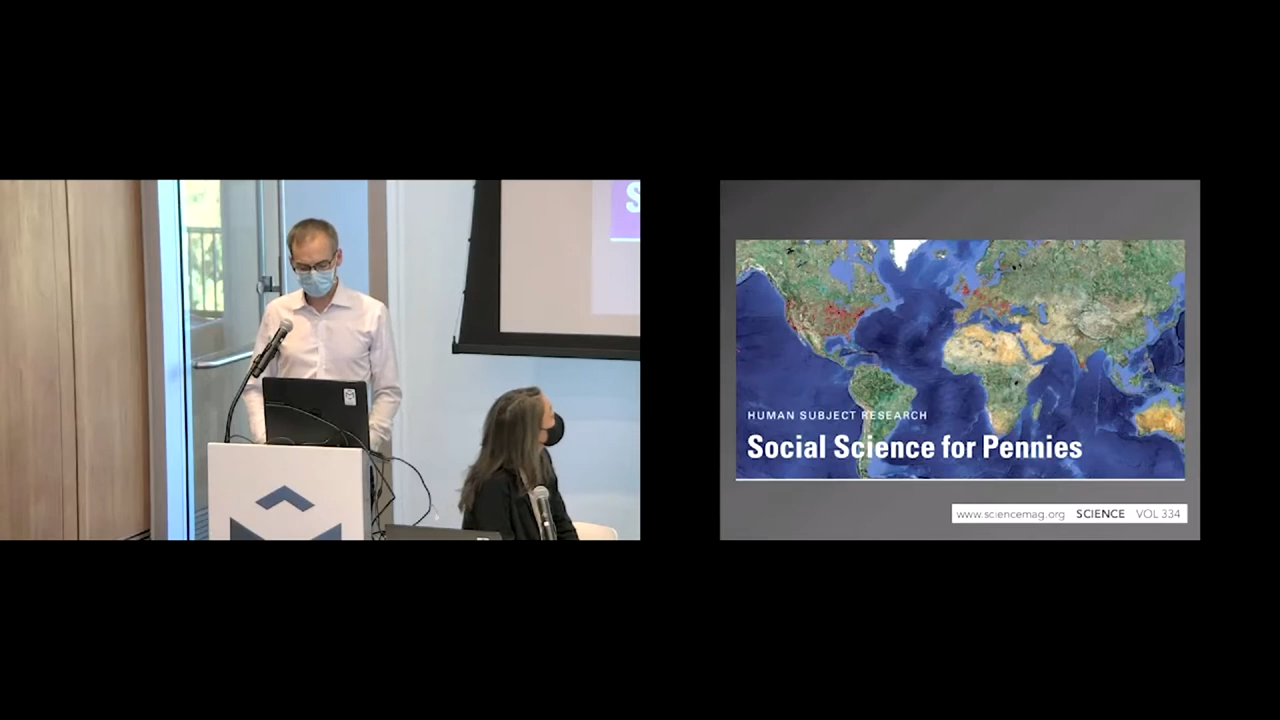 S
HUMAN SUBJECT RESEARCH
Social Science for Pennies
www.sciencemag.org SCIENCE VOL 334